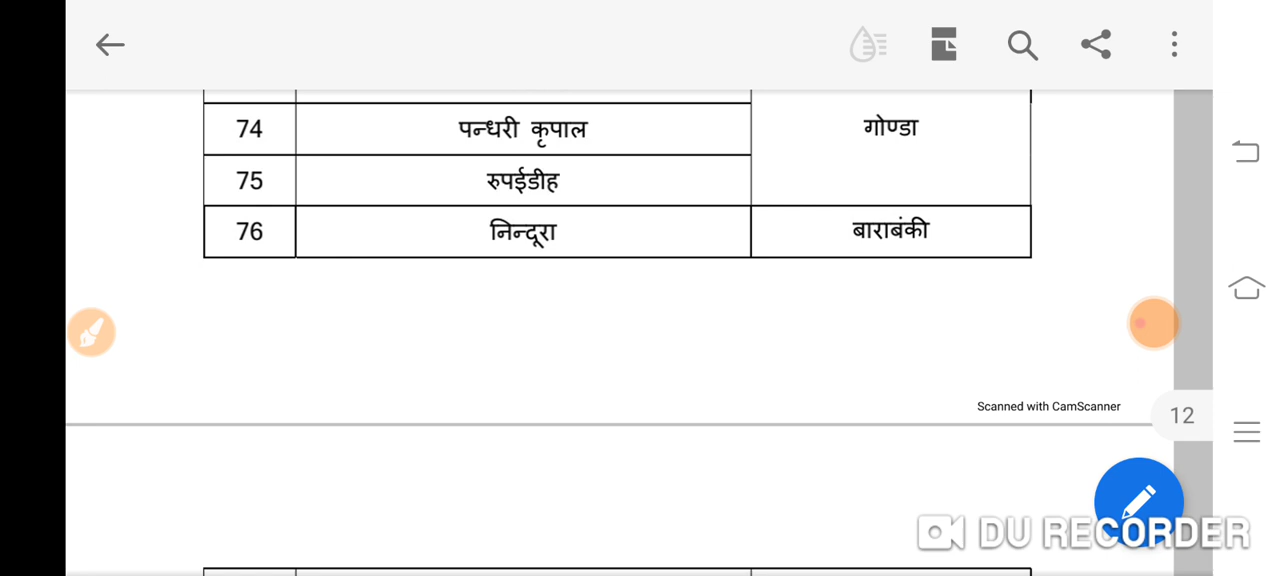 74 पन्धरी कृपाल गोण्डा
75 रुपईडीह
76 निन्दूरा बाराबंकी
Scanned with CamScanner
12
DU RECORDER